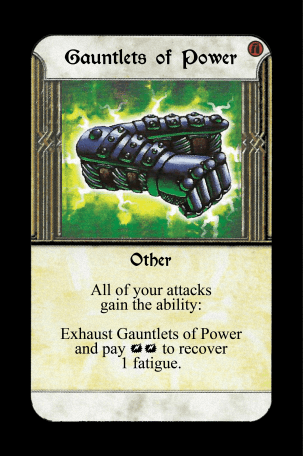 Gauntlets of Power
Other
All of your attacks
gain the ability:
Exhaust Gauntlets of Power
and pay to recover
1 fatigue.